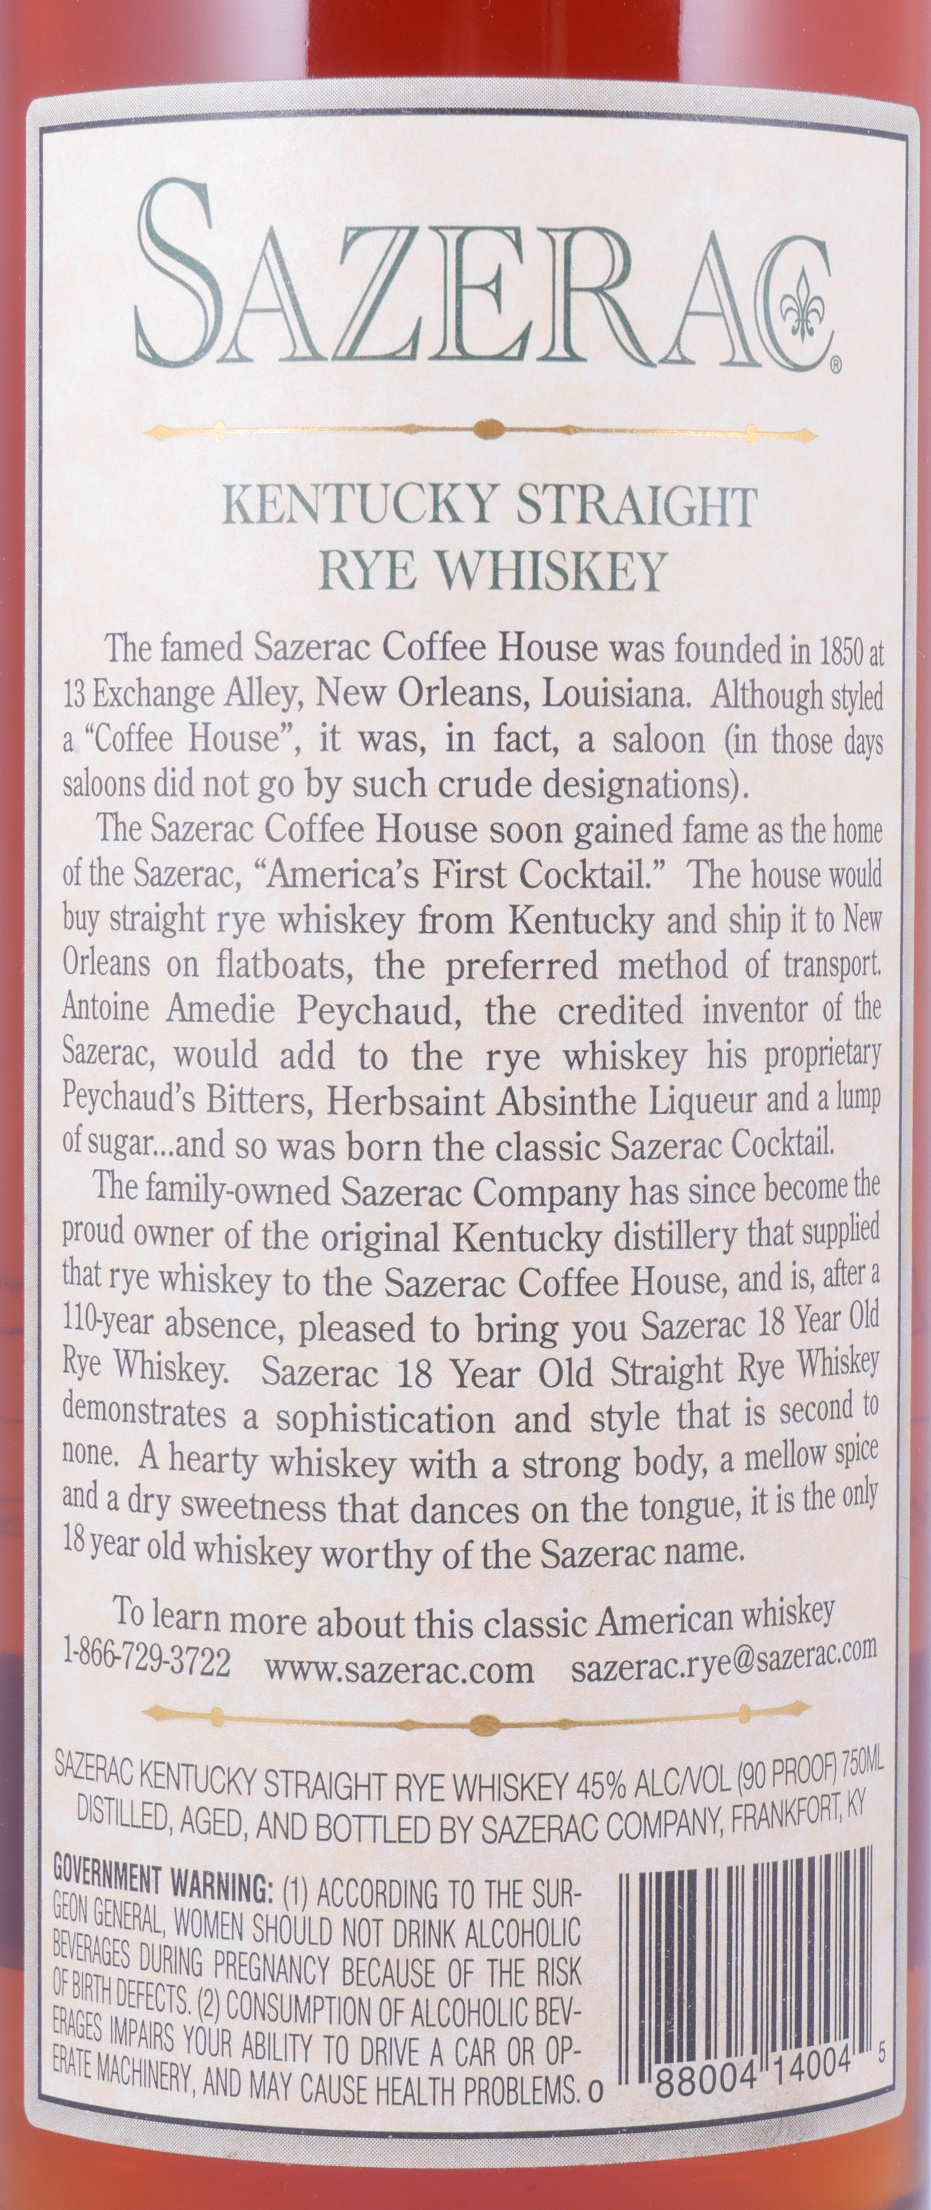 SAZERAC®
KENTUCKY STRAIGHT
RYE WHISKEY
The famed Sazerac Coffee House was founded in 1850 at
13 Exchange Alley, New Orleans, Louisiana. Although styled
a “Coffee House”, it was, in fact, a saloon (in those days
saloons did not go by such crude designations).
The Sazerac Coffee House soon gained fame as the home
of the Sazerac, “America’s First Cocktail.” The house would
buy straight rye whiskey from Kentucky and ship it to New
Orleans on flatboats, the preferred method of transport.
Antoine Amedie Peychaud, the credited inventor of the
Sazerac, would add to the rye whiskey his proprietary
Peychaud’s Bitters, Herbsaint Absinthe Liqueur and a lump
of sugar...and so was born the classic Sazerac Cocktail.
The family-owned Sazerac Company has since become the
proud owner of the original Kentucky distillery that supplied
that rye whiskey to the Sazerac Coffee House, and is, after a
110-year absence, pleased to bring you Sazerac 18 Year Old
Rye Whiskey. Sazerac 18 Year Old Straight Rye Whiskey
demonstrates a sophistication and style that is second to
none. A hearty whiskey with a strong body, a mellow spice
and a dry sweetness that dances on the tongue, it is the only
18 year old whiskey worthy of the Sazerac name.
To learn more about this classic American whiskey
1-866-729-3722 www.sazerac.com sazerac.rye@sazerac.com
SAZERAC KENTUCKY STRAIGHT RYE WHISKEY 45% ALC/VOL (90 PROOF) 750ML
DISTILLED, AGED, AND BOTTLED BY SAZERAC COMPANY, FRANKFORT, KY
GOVERNMENT WARNING: (1) ACCORDING TO THE SUR-
GEON GENERAL, WOMEN SHOULD NOT DRINK ALCOHOLIC
BEVERAGES DURING PREGNANCY BECAUSE OF THE RISK
OF BIRTH DEFECTS. (2) CONSUMPTION OF ALCOHOLIC BEV-
ERAGES IMPAIRS YOUR ABILITY TO DRIVE A CAR OR OP-
ERATE MACHINERY, AND MAY CAUSE HEALTH PROBLEMS.
0 88004 14004 5